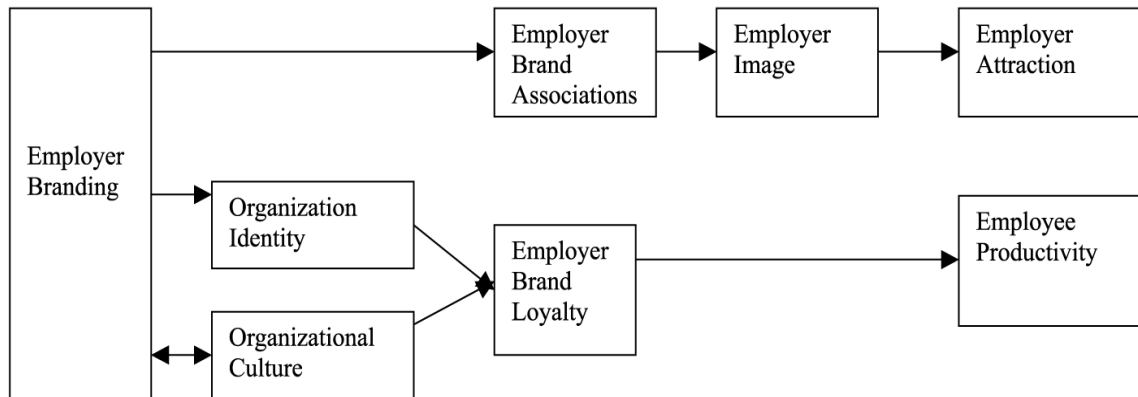 Employer
Branding
Employer
Brand
Associations
Employer
Image
Employer
Attraction
Organization
Identity
Organizational
Culture
Employer
Brand
Loyalty
Employee
Productivity